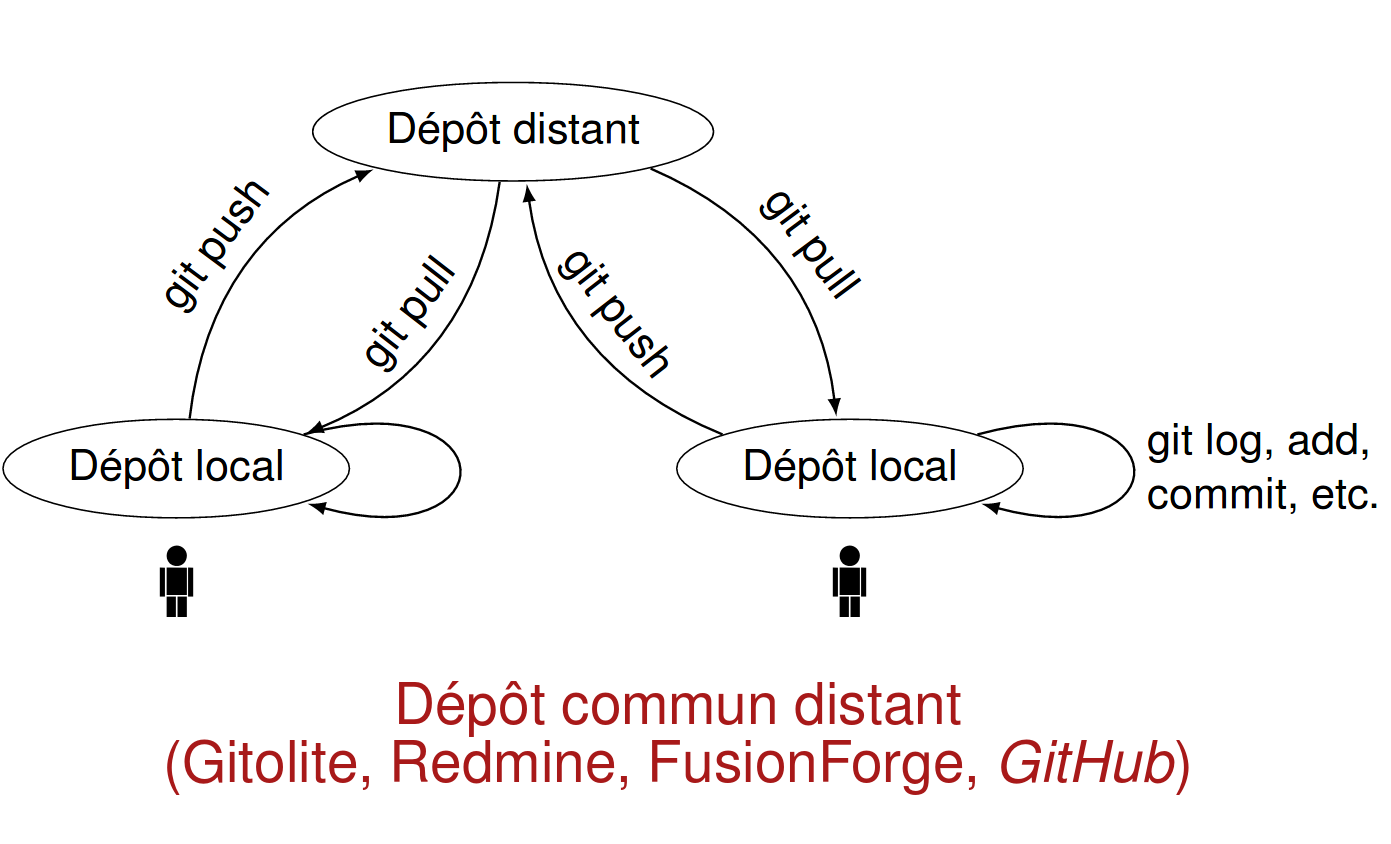 Dépôt distant
git push
git pull
git push
git pull
Dépôt local
Dépôt local
git log, add,
commit, etc.
Dépôt commun distant
(Gitolite, Redmine, FusionForge, GitHub)